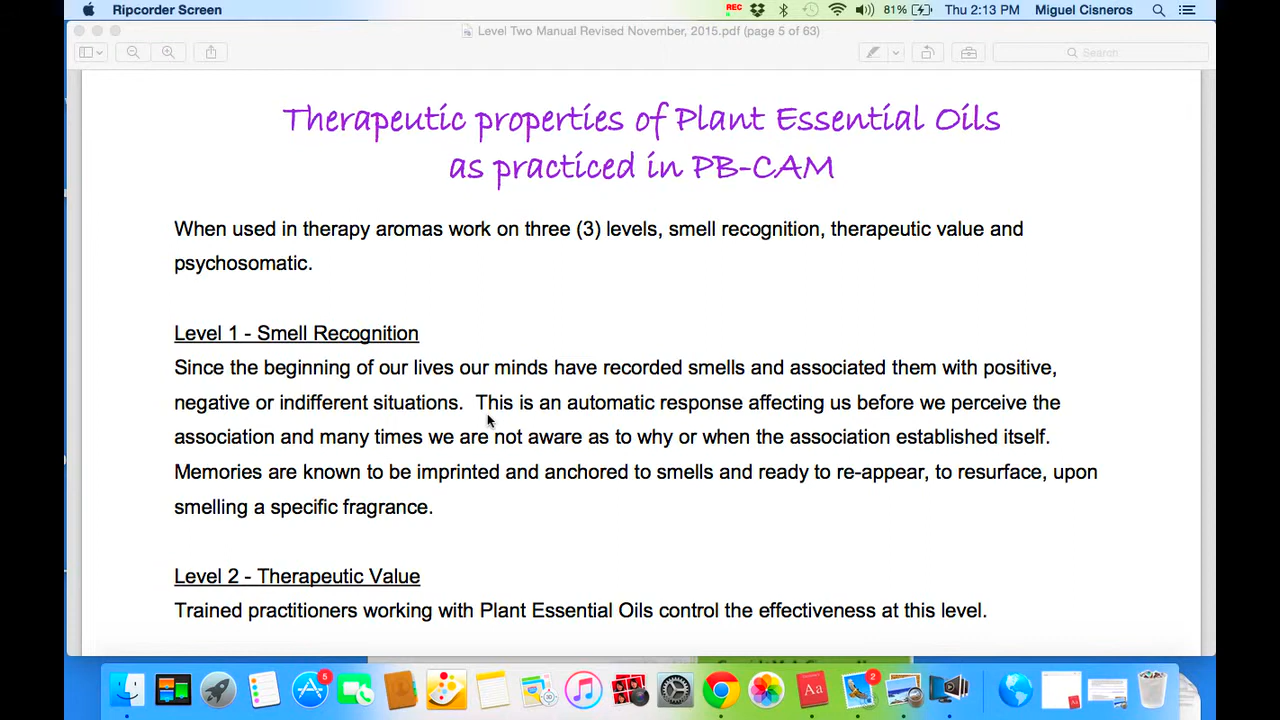 Ripcorder Screen
REC
81%
Thu 2:13 PM
Miguel Cisneros
Level Two Manual Revised November, 2015.pdf (page 5 of 63)
Search
Therapeutic properties of Plant Essential Oils
as practiced in PB-CAM
When used in therapy aromas work on three (3) levels, smell recognition, therapeutic value and
psychosomatic.
Level 1 - Smell Recognition
Since the beginning of our lives our minds have recorded smells and associated them with positive,
negative or indifferent situations.  This is an automatic response affecting us before we perceive the
association and many times we are not aware as to why or when the association established itself.
Memories are known to be imprinted and anchored to smells and ready to re-appear, to resurface, upon
smelling a specific fragrance.
Level 2 - Therapeutic Value
Trained practitioners working with Plant Essential Oils control the effectiveness at this level.
5
Aa
2